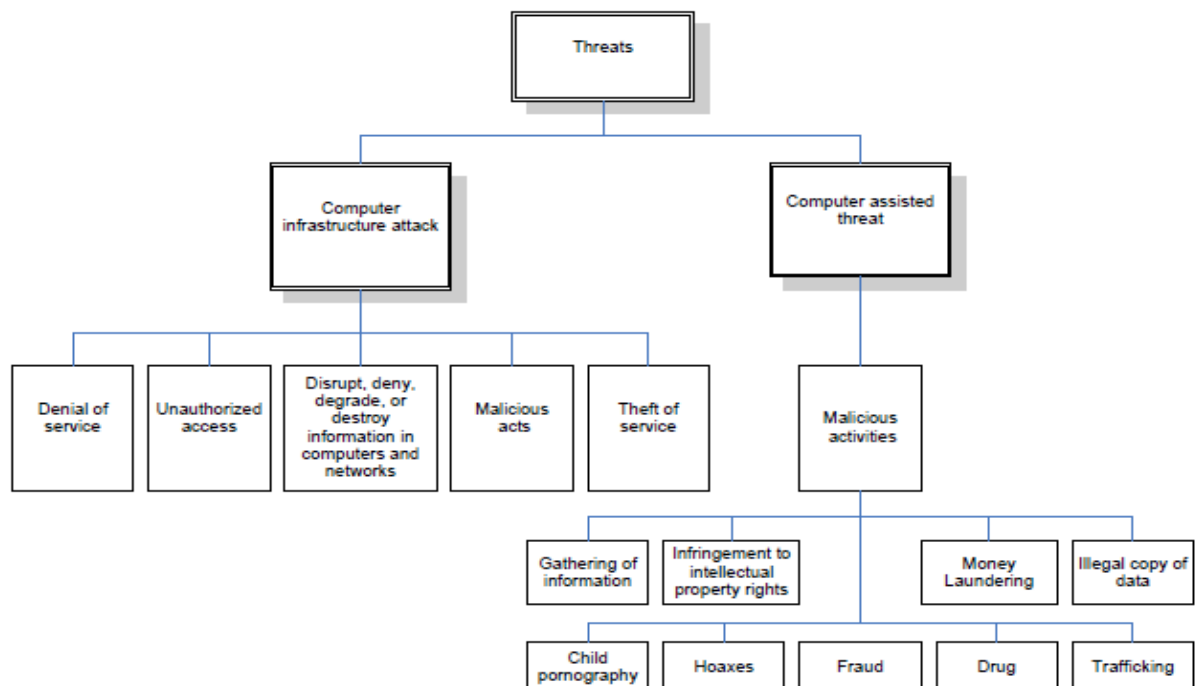 Threats
Computer
infrastructure attack
Computer assisted
threat
Denial of
service
Unauthorized
access
Disrupt, deny,
degrade, or
destroy
information in
computers and
networks
Malicious
acts
Theft of
service
Malicious
activities
Gathering of
information
Infringement to
intellectual
property rights
Money
Laundering
Illegal copy of
data
Child
pornography
Hoaxes
Fraud
Drug
Trafficking